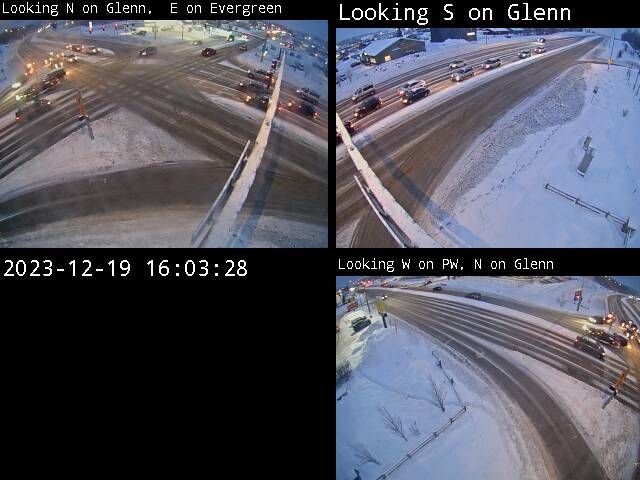 Looking N on Glenn,  E on Evergreen
Looking S on Glenn
2023-12-19 16:03:28
Looking W on PW, N on Glenn